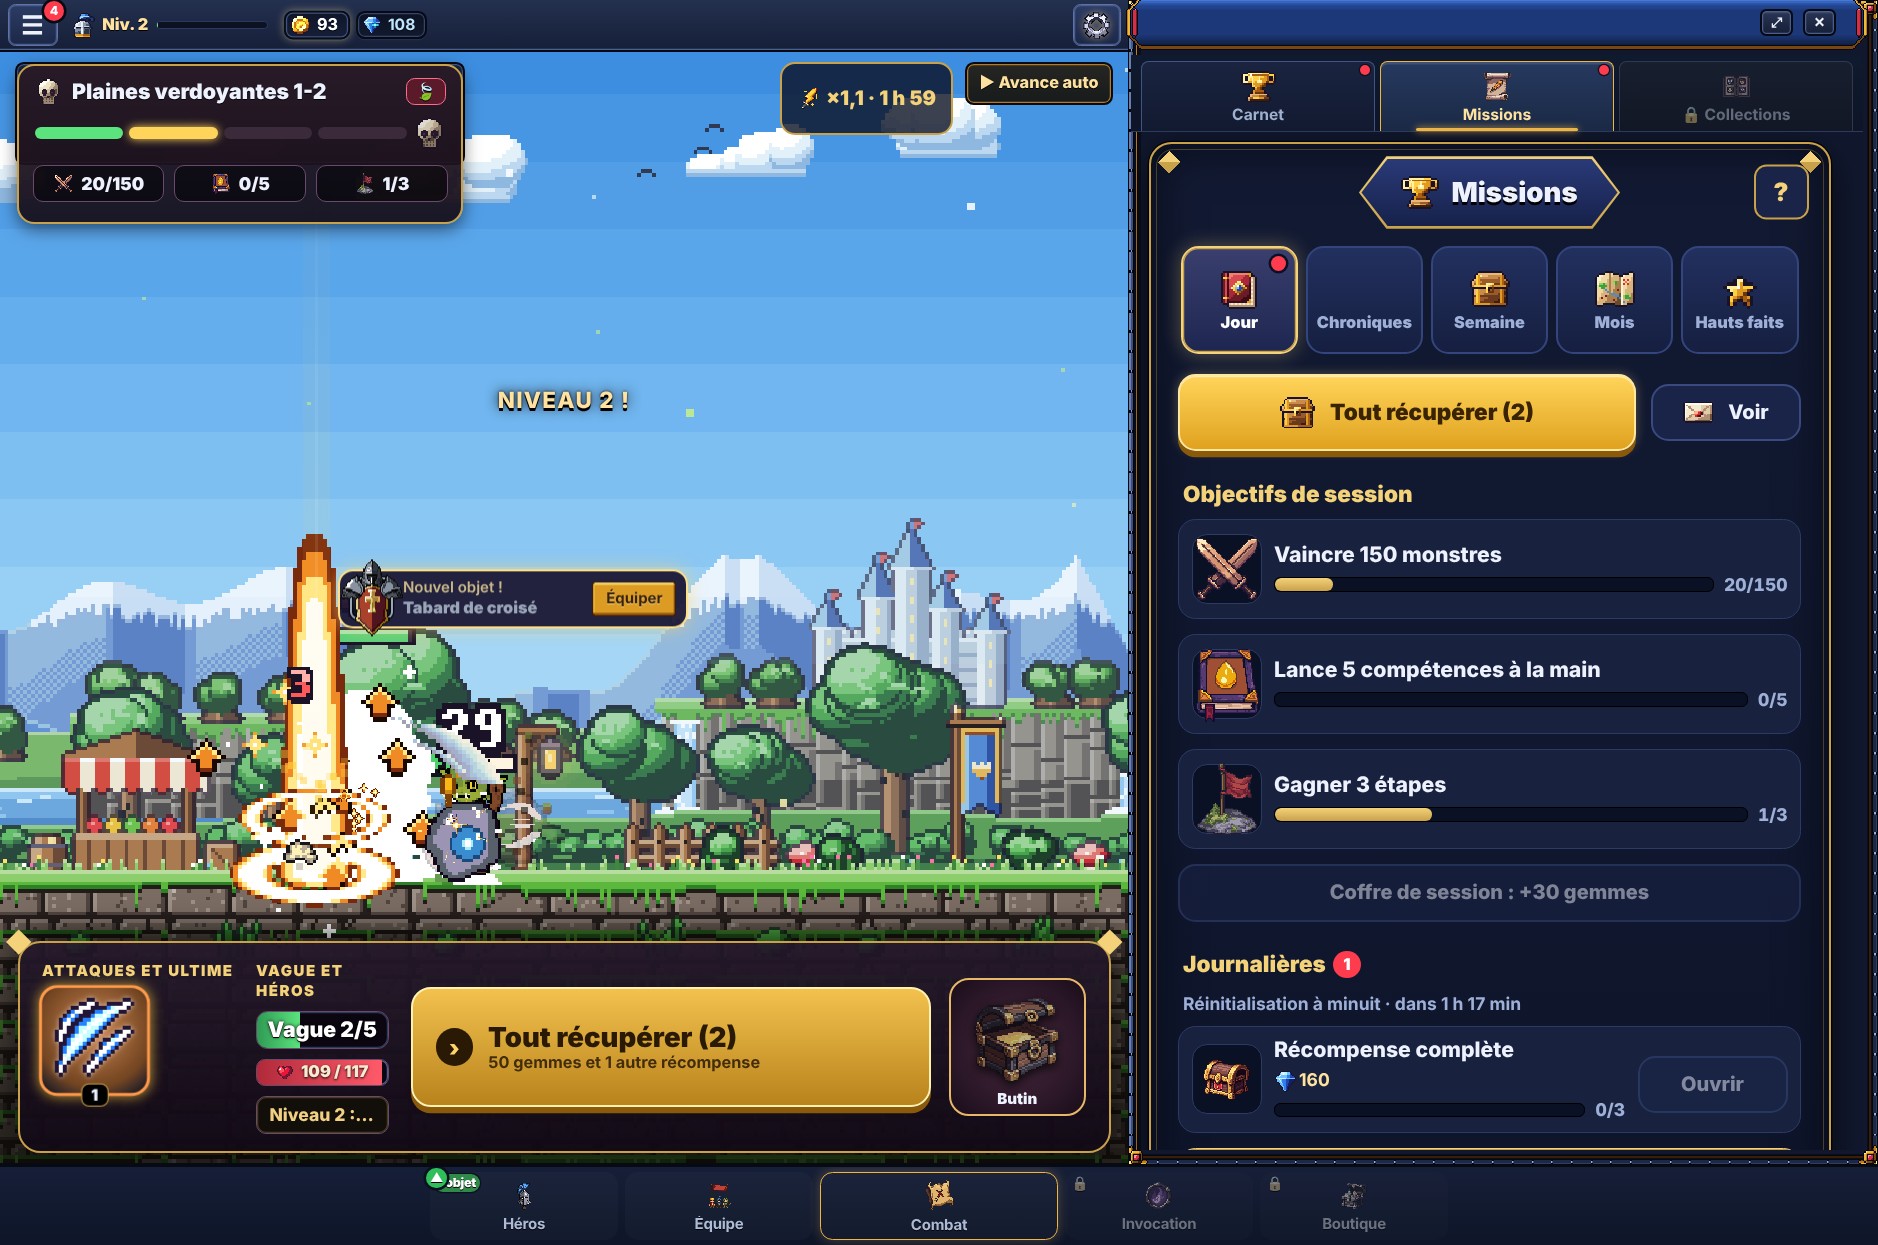 4
Niv. 2
93
108
Plaines verdoyantes 1-2
20/150
0/5
1/3
×1,1 · 1 h 59
Avance auto
NIVEAU 2 !
Nouvel objet !
Tabard de croisé
Équiper
3
29
ATTAQUES ET ULTIME
1
VAGUE ET
HÉROS
Vague 2/5
109 / 117
Niveau 2 :...
Tout récupérer (2)
50 gemmes et 1 autre récompense
Butin
Carnet
Missions
Collections
Missions
?
Jour
Chroniques
Semaine
Mois
Hauts faits
Tout récupérer (2)
Voir
Objectifs de session
Vaincre 150 monstres
20/150
Lance 5 compétences à la main
0/5
Gagner 3 étapes
1/3
Coffre de session : +30 gemmes
Journalières 1
Réinitialisation à minuit · dans 1 h 17 min
Récompense complète
160
0/3
Ouvrir
objet
Héros
Équipe
Combat
Invocation
Boutique